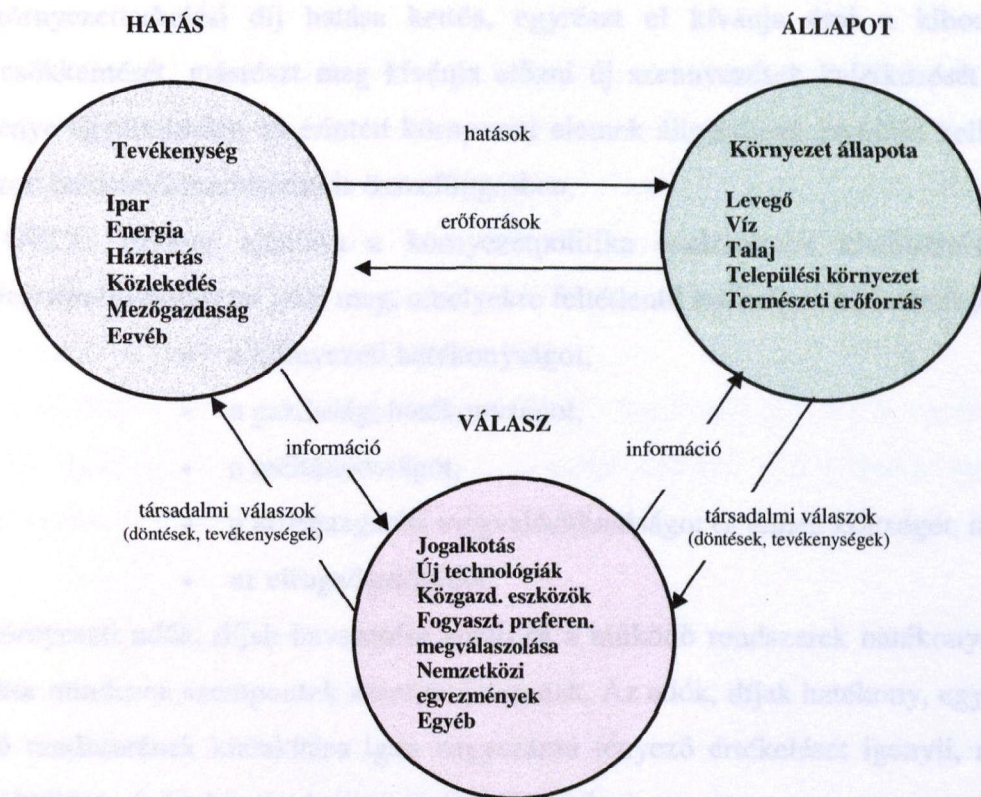 HATÁS
ÁLLAPOT
Tevékenység
Ipar
Energia
Háztartás
Közlekedés
Mezőgazdaság
Egyéb
hatások
erőforrások
Környezet állapota
Levegő
Víz
Talaj
Települési környezet
Természeti erőforrás
VÁLASZ
információ
információ
társadalmi válaszok
(döntések, tevékenységek)
társadalmi válaszok
(döntések, tevékenységek)
Jogalkotás
Új technológiák
Közgazd. eszközök
Fogyaszt. preferen.
megválaszolása
Nemzetközi
egyezmények
Egyéb